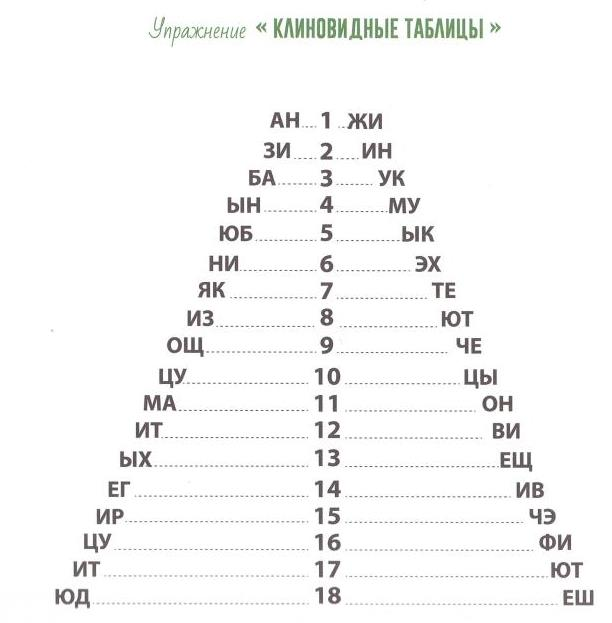 Упражнение « КЛИНОВИДНЫЕ ТАБЛИЦЫ »
АН....1..ЖИ
ЗИ.....2.....ИН
БА........3........УК
ЫН...........4...........МУ
ЮБ............5.............ЫК
НИ................6................ЭХ
ЯК...................7...................ТЕ
ИЗ.....................8.....................ЮТ
ОЩ.......................9........................ЧЕ
ЦУ..........................10..........................ЦЫ
МА............................11............................ОН
ИТ...............................12...............................ВИ
ЫХ.................................13.................................ЕЩ
ЕГ.....................................14.....................................ИВ
ИР.......................................15.......................................ЧЭ
ЦУ..........................................16..........................................ФИ
ИТ............................................17............................................ЮТ
ЮД...............................................18...............................................ЕШ